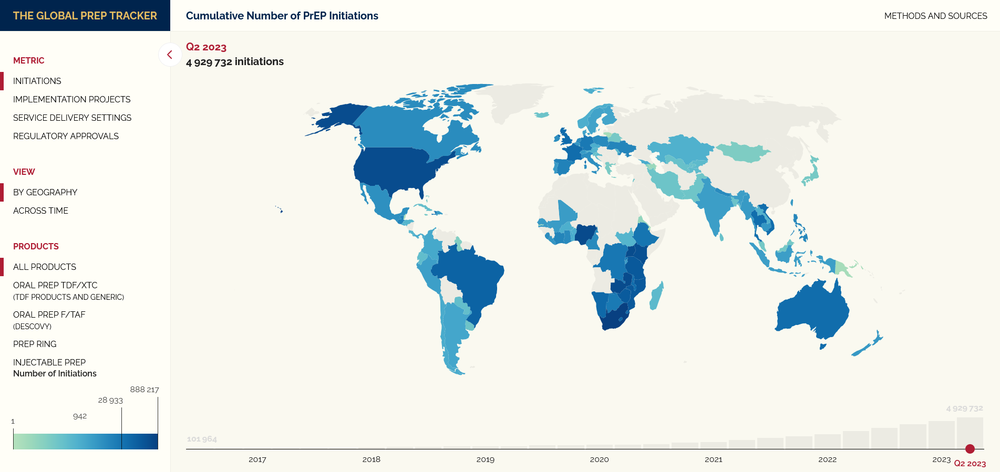 THE GLOBAL PREP TRACKER
Cumulative Number of PrEP Initiations
METHODS AND SOURCES
Q2 2023
4 929 732 initiations
METRIC
INITIATIONS
IMPLEMENTATION PROJECTS
SERVICE DELIVERY SETTINGS
REGULATORY APPROVALS
VIEW
BY GEOGRAPHY
ACROSS TIME
PRODUCTS
ALL PRODUCTS
ORAL PREP TDF/XTC
(TDF PRODUCTS AND GENERIC)
ORAL PREP F/TAF
(DESCOVY)
PREP RING
INJECTABLE PREP
Number of Initiations
888 217
28 933
942
1
4 929 732
101 964
2017
2018
2019
2020
2021
2022
2023
Q2 2023